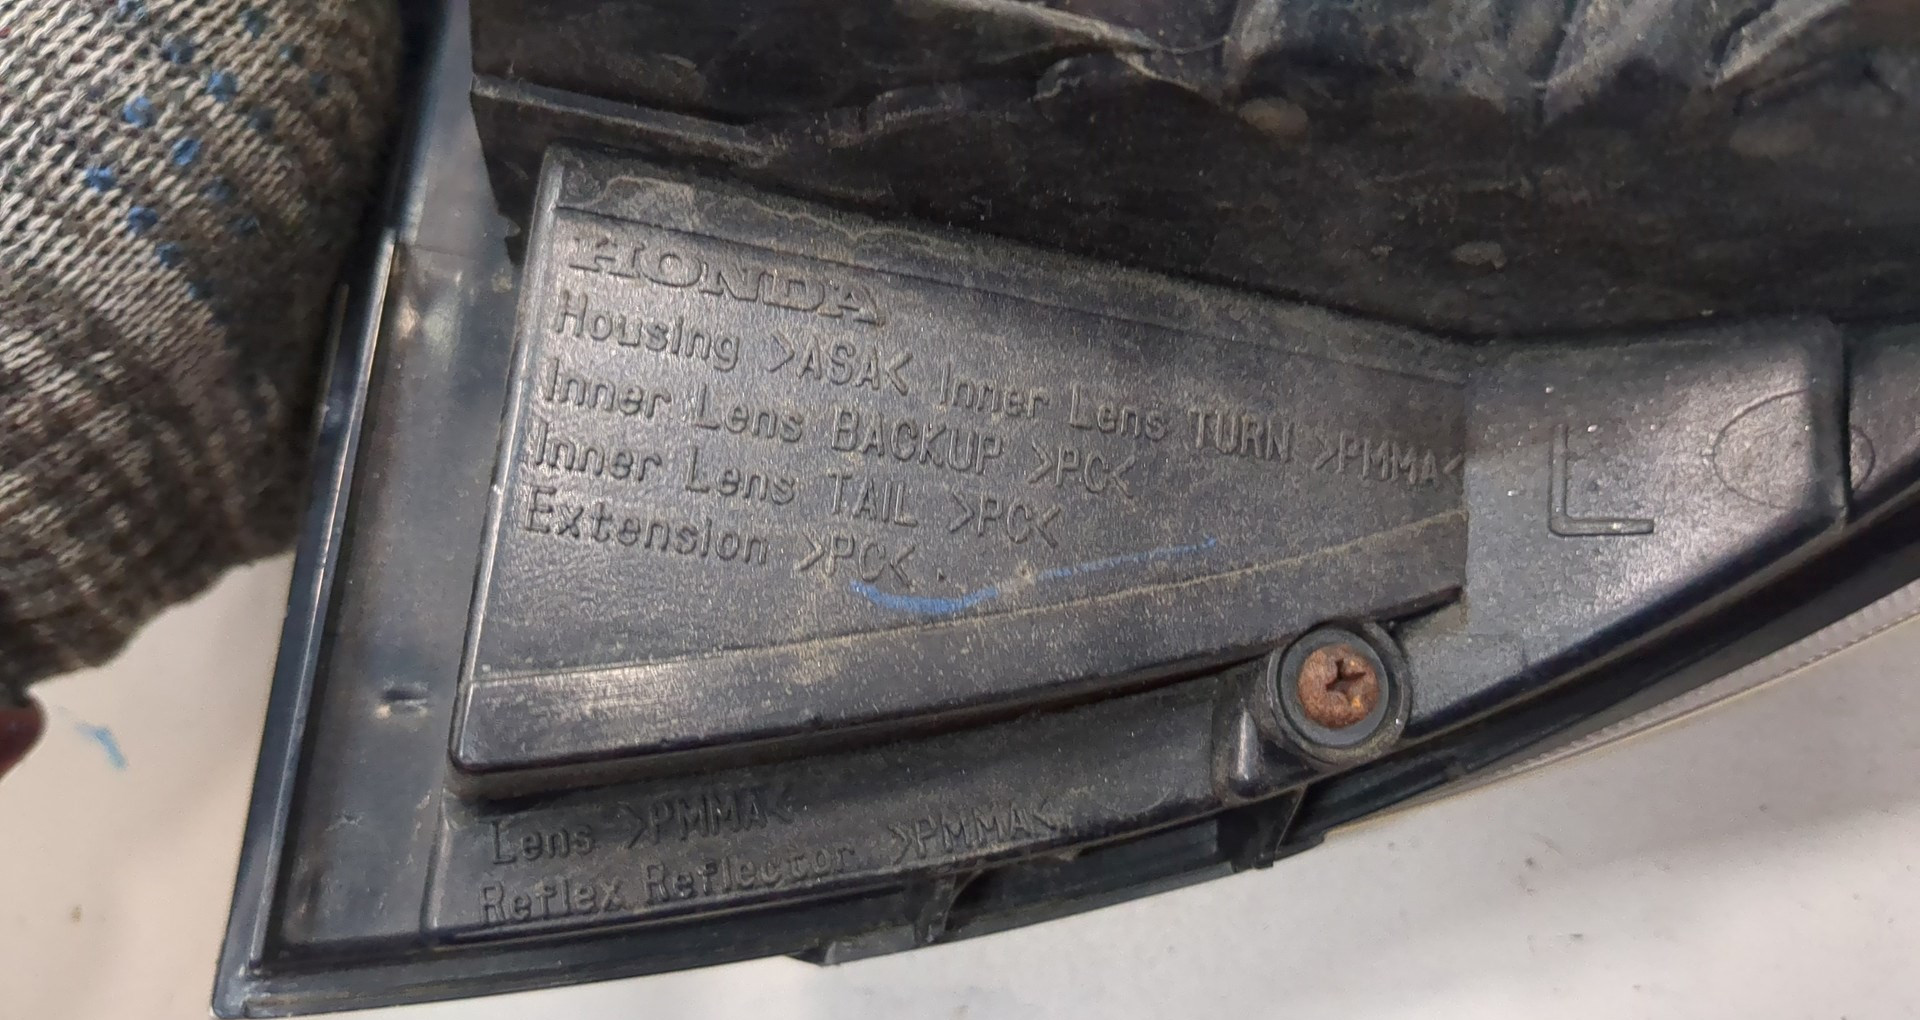 HONDA
Housing >ASA< Inner Lens TURN >PMMA<
Inner Lens BACKUP >PC<
Inner Lens TAIL >PC<
Extension >PC<
L
Lens >PMMA<
Reflex Reflector >PMMA<